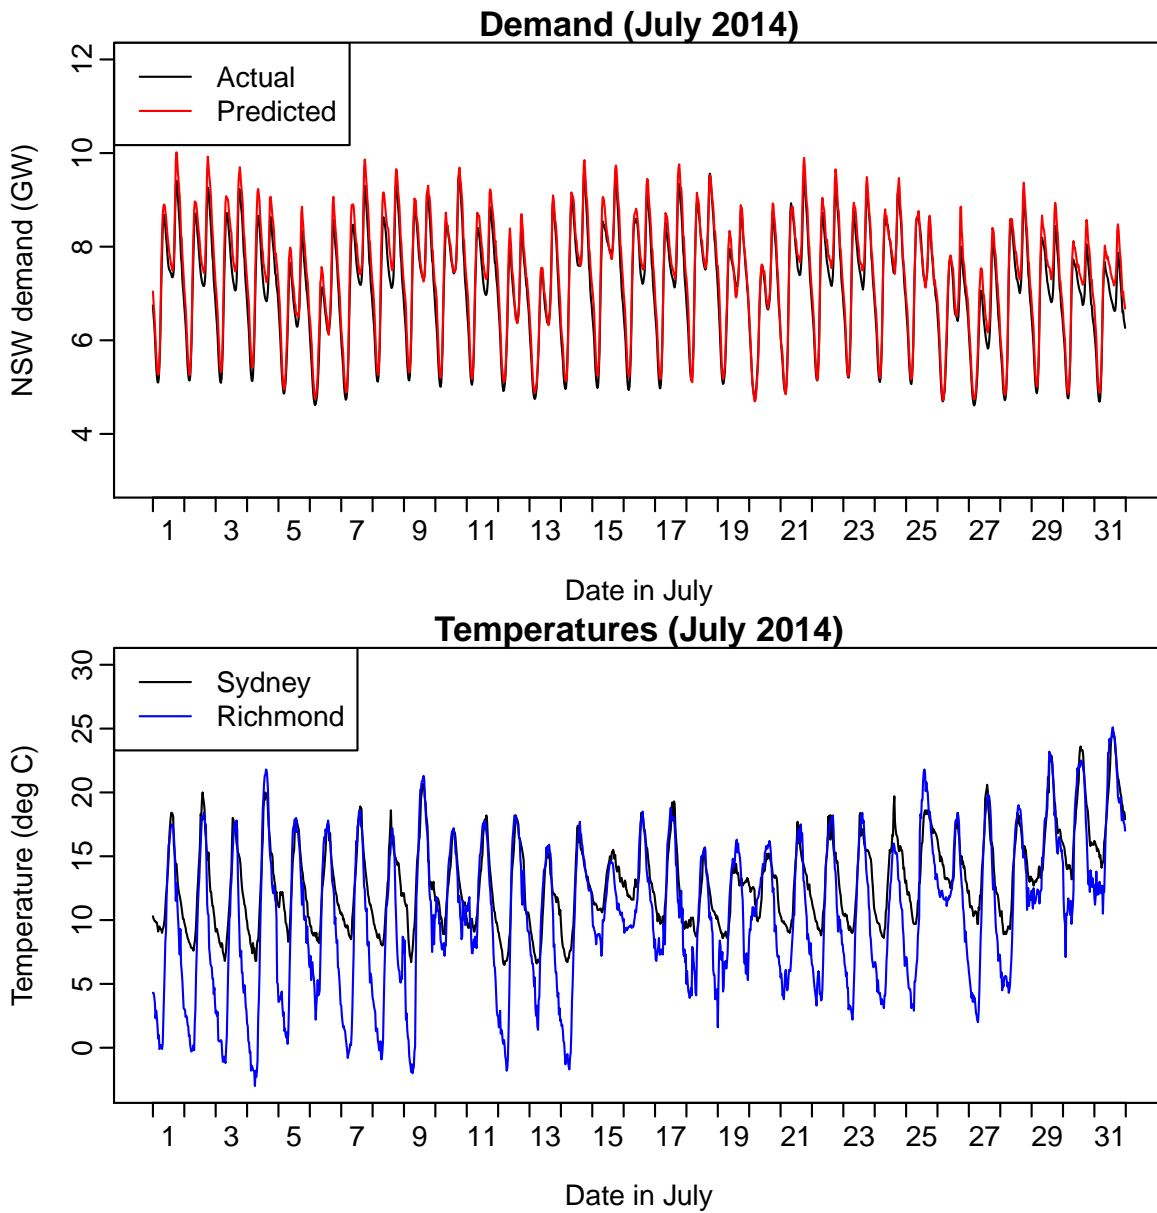 Demand (July 2014)
Actual
Predicted
NSW demand (GW)
12
10
8
6
4
1 3 5 7 9 11 13 15 17 19 21 23 25 27 29 31
Date in July
Temperatures (July 2014)
Sydney
Richmond
Temperature (deg C)
30
25
20
15
10
5
0
1 3 5 7 9 11 13 15 17 19 21 23 25 27 29 31
Date in July